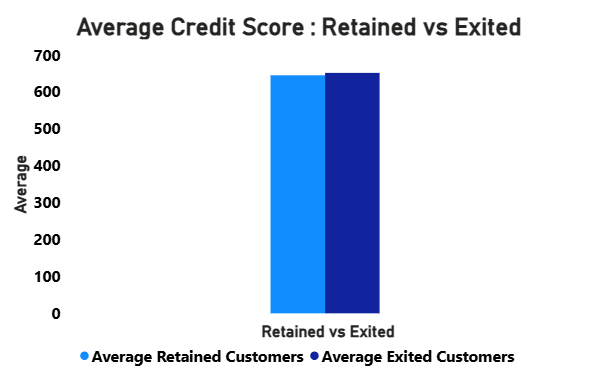 Average Credit Score : Retained vs Exited
700
600
500
400
300
200
100
0
Average
Retained vs Exited
Average Retained Customers Average Exited Customers